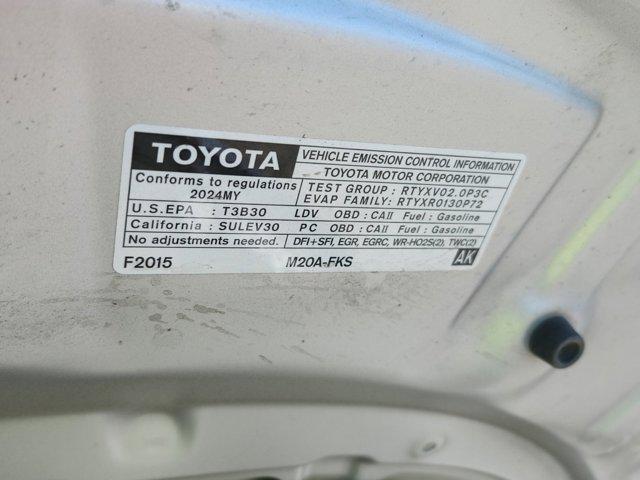 TOYOTA
VEHICLE EMISSION CONTROL INFORMATION
TOYOTA MOTOR CORPORATION
Conforms to regulations
2024MY
TEST GROUP : RTYXV02.0P3C
EVAP FAMILY: RTYXR0130P72
U.S.EPA : T3B30 LDV OBD : CAII Fuel : Gasoline
California : SULEV30 PC OBD : CAII Fuel : Gasoline
No adjustments needed. DFI+SFI, EGR, EGRC, WR-HO2S(2), TWC(2)
F2015 M20A-FKS AK